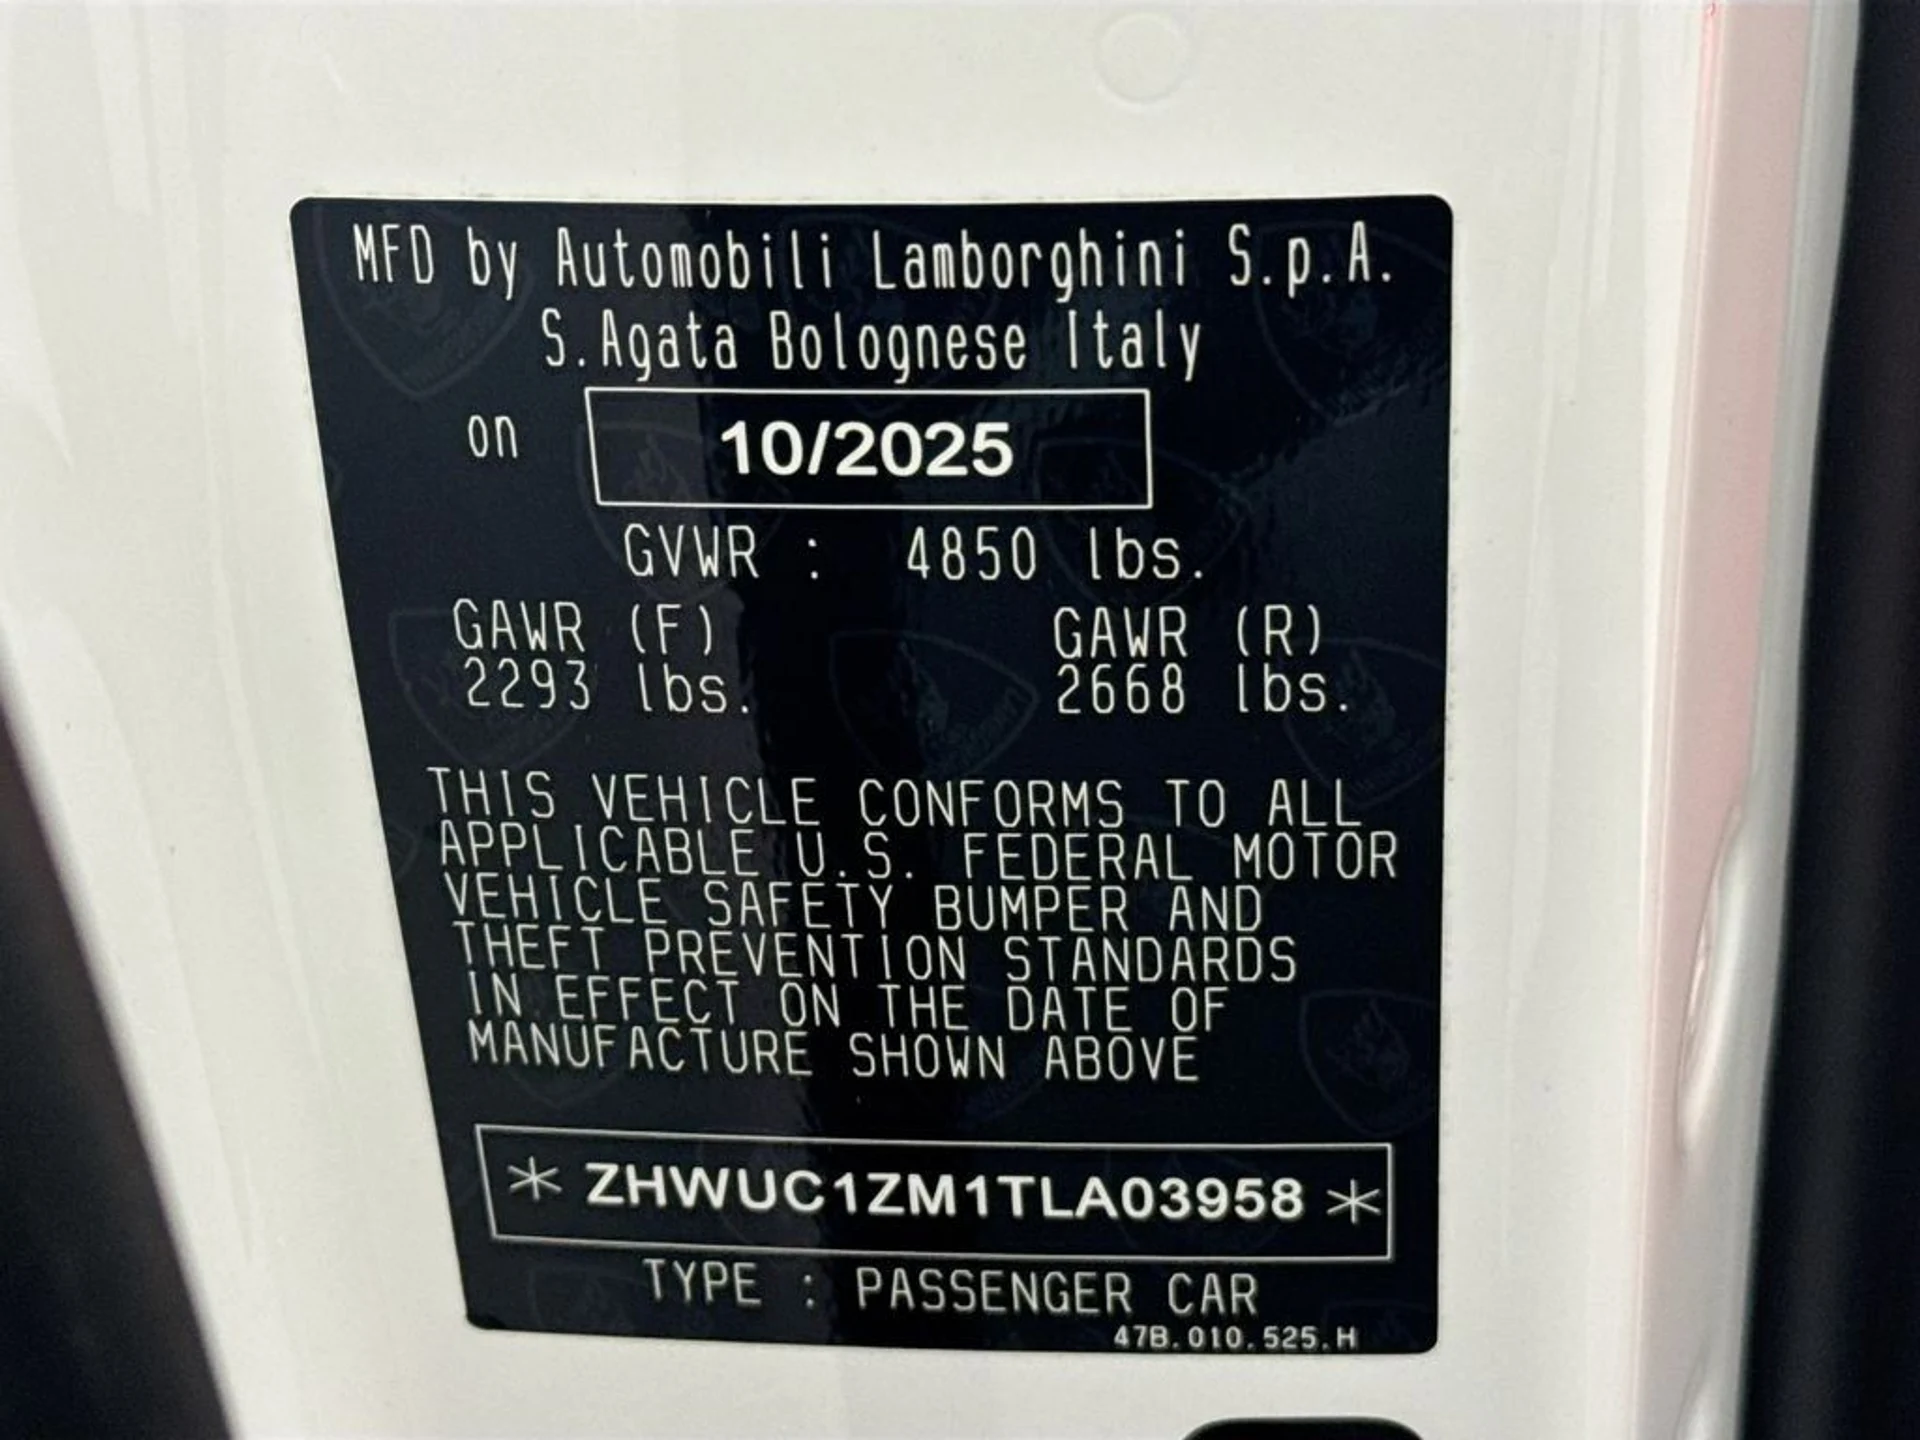 MFD by Automobili Lamborghini S.p.A.
S.Agata Bolognese Italy
on 10/2025
GVWR : 4850 lbs.
GAWR (F) GAWR (R)
2293 lbs. 2668 lbs.
THIS VEHICLE CONFORMS TO ALL
APPLICABLE U.S. FEDERAL MOTOR
VEHICLE SAFETY BUMPER AND
THEFT PREVENTION STANDARDS
IN EFFECT ON THE DATE OF
MANUFACTURE SHOWN ABOVE
* ZHWUC1ZM1TLA03958 *
TYPE : PASSENGER CAR
47B.010.525.H